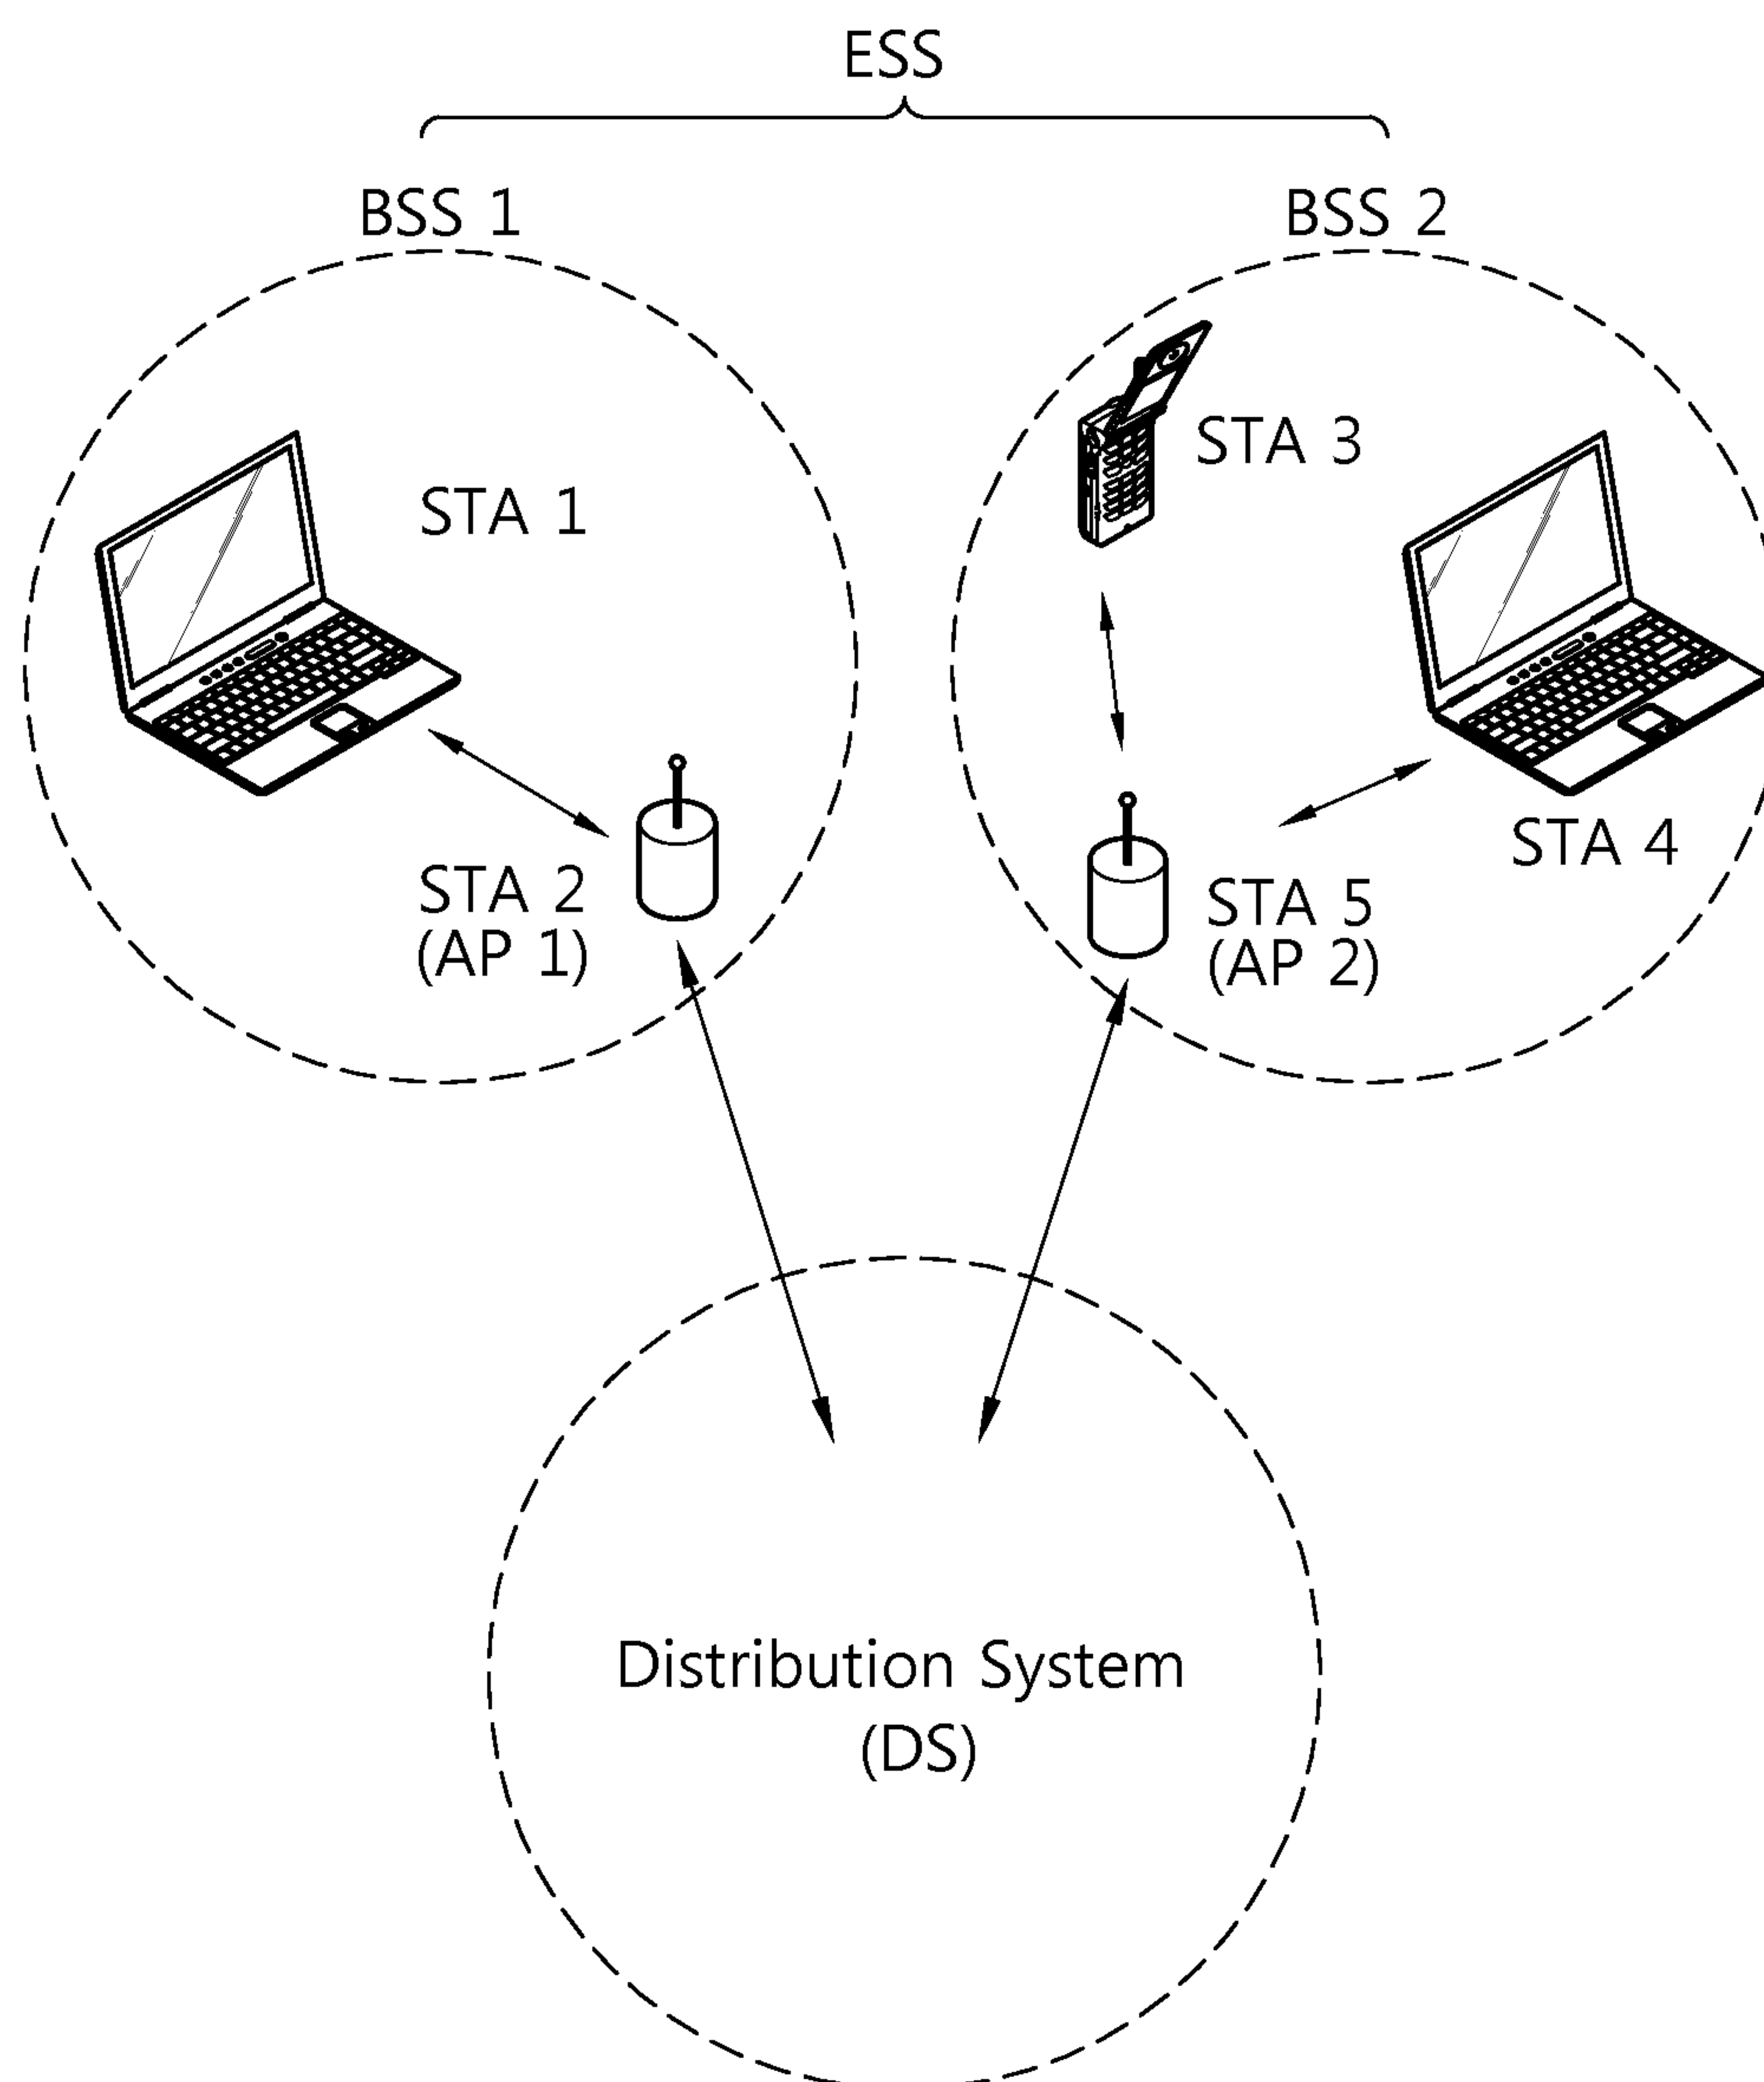 ESS
BSS 1
BSS 2
STA 3
STA 1
STA 4
STA 2
(AP 1)
STA 5
(AP 2)
Distribution System
(DS)